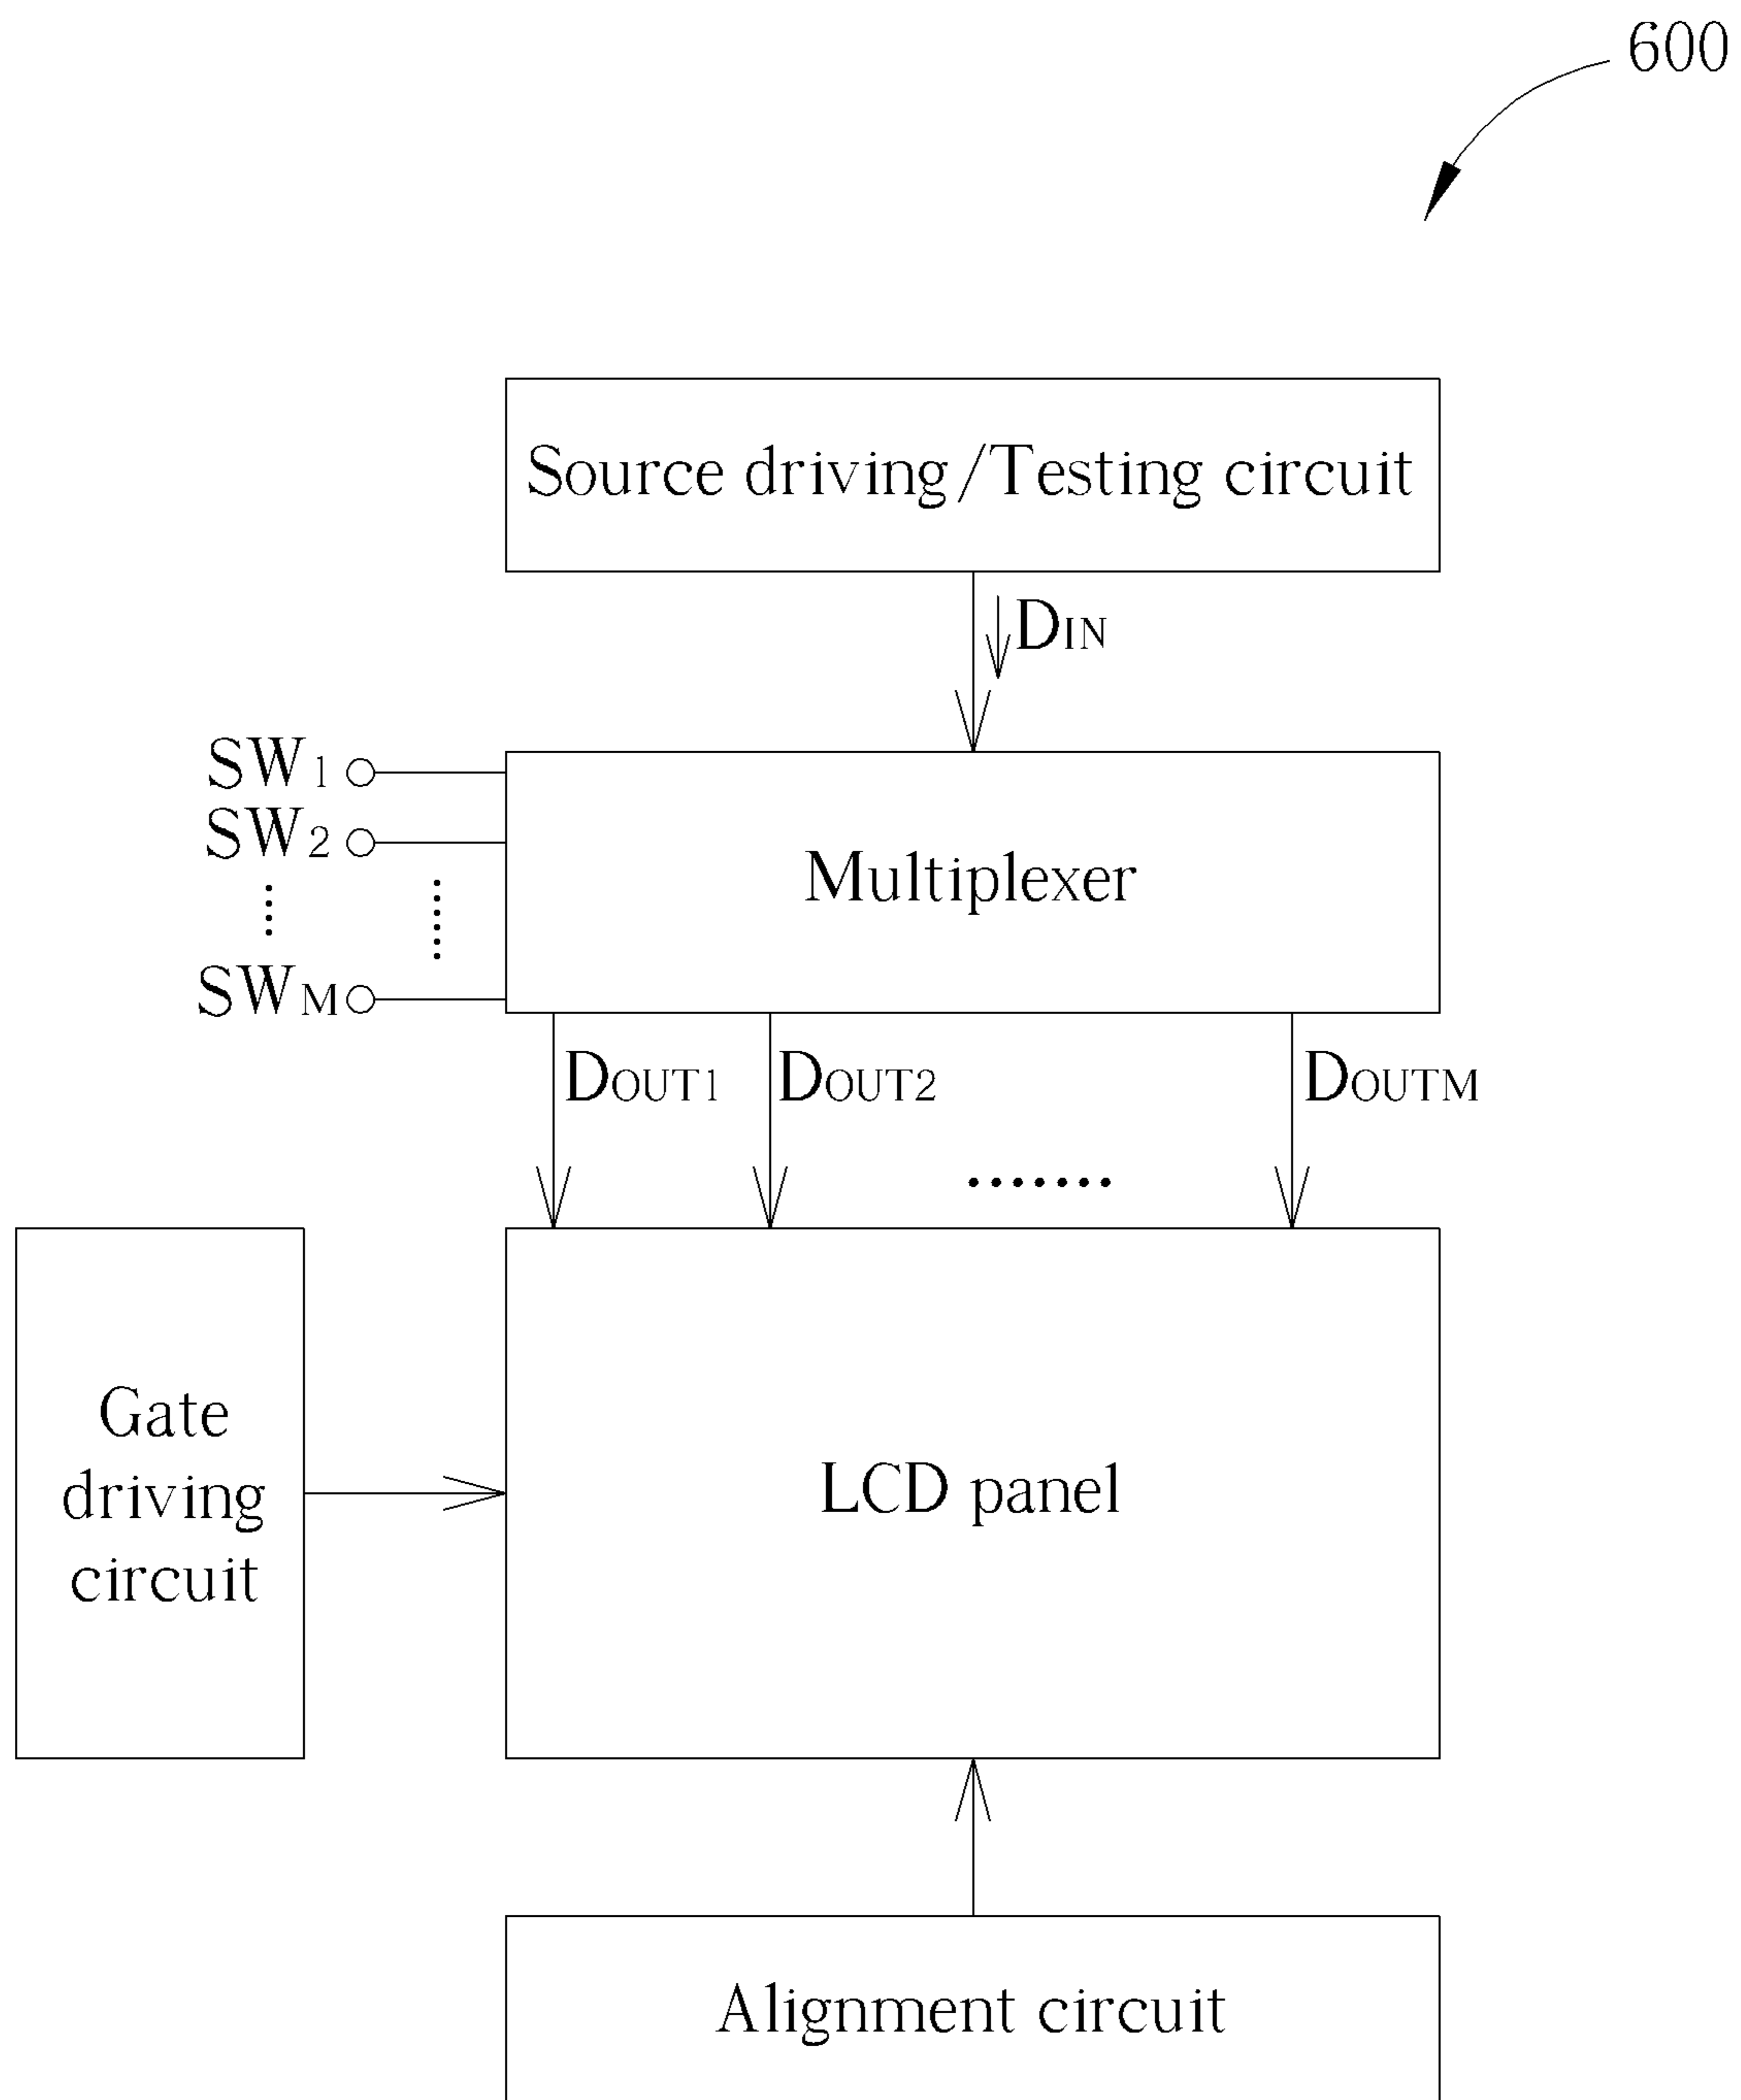 600
Source driving/Testing circuit
DIN
SW1
SW2
Multiplexer
SWM
DOUT1 DOUT2 DOUTM
Gate
driving
circuit
LCD panel
Alignment circuit